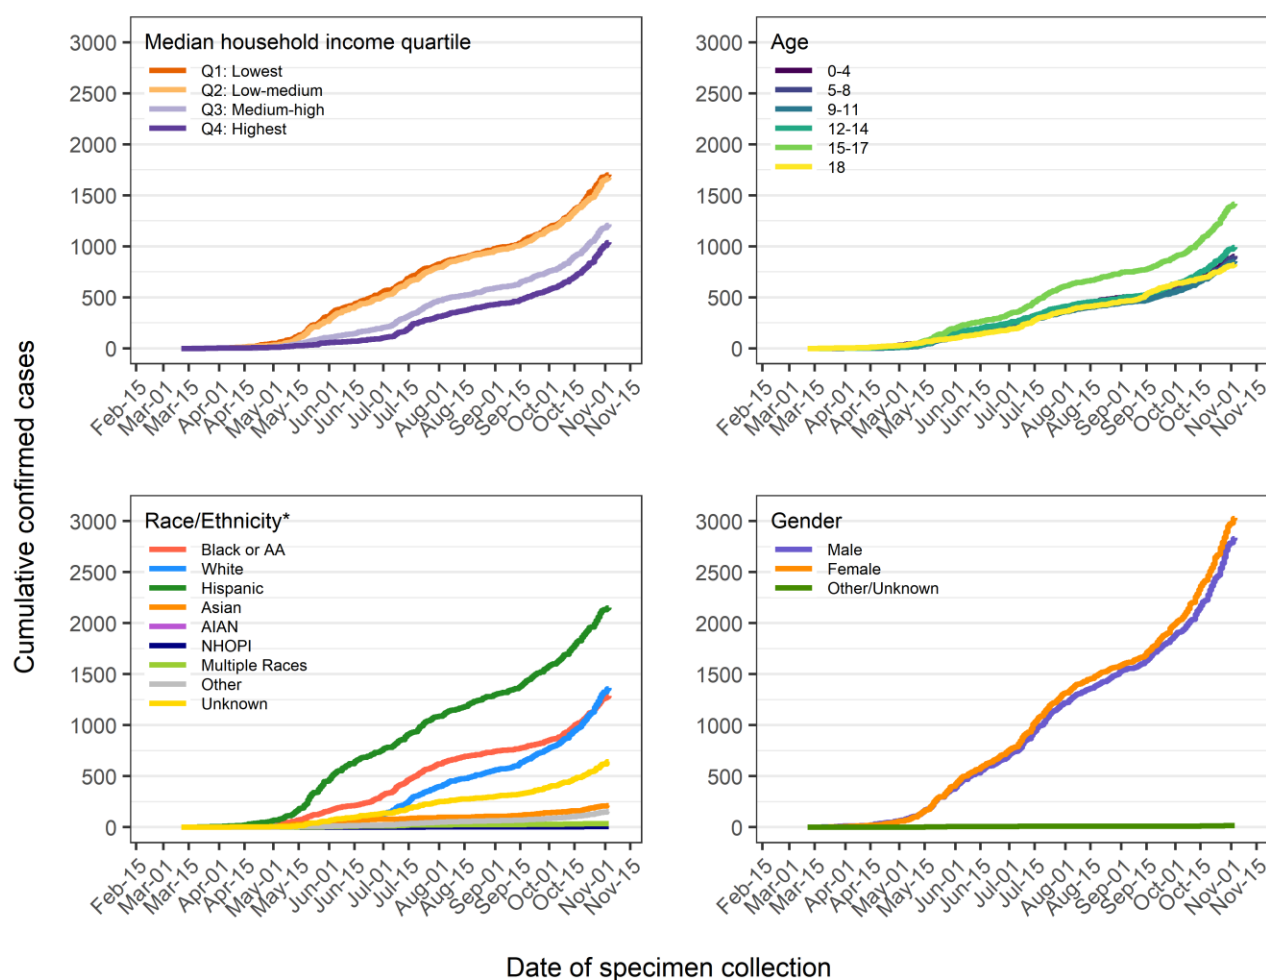 Cumulative confirmed cases
Median household income quartile
Q1: Lowest
Q2: Low-medium
Q3: Medium-high
Q4: Highest
3000
2500
2000
1500
1000
500
0
Feb-15
Mar-01
Mar-15
Apr-01
Apr-15
May-01
May-15
Jun-01
Jun-15
Jul-01
Jul-15
Aug-01
Aug-15
Sep-01
Sep-15
Oct-01
Oct-15
Nov-01
Nov-15
Age
0-4
5-8
9-11
12-14
15-17
18
3000
2500
2000
1500
1000
500
0
Feb-15
Mar-01
Mar-15
Apr-01
Apr-15
May-01
May-15
Jun-01
Jun-15
Jul-01
Jul-15
Aug-01
Aug-15
Sep-01
Sep-15
Oct-01
Oct-15
Nov-01
Nov-15
Race/Ethnicity*
Black or AA
White
Hispanic
Asian
AIAN
NHOPI
Multiple Races
Other
Unknown
3000
2500
2000
1500
1000
500
0
Feb-15
Mar-01
Mar-15
Apr-01
Apr-15
May-01
May-15
Jun-01
Jun-15
Jul-01
Jul-15
Aug-01
Aug-15
Sep-01
Sep-15
Oct-01
Oct-15
Nov-01
Nov-15
Gender
Male
Female
Other/Unknown
3000
2500
2000
1500
1000
500
0
Feb-15
Mar-01
Mar-15
Apr-01
Apr-15
May-01
May-15
Jun-01
Jun-15
Jul-01
Jul-15
Aug-01
Aug-15
Sep-01
Sep-15
Oct-01
Oct-15
Nov-01
Nov-15
Date of specimen collection